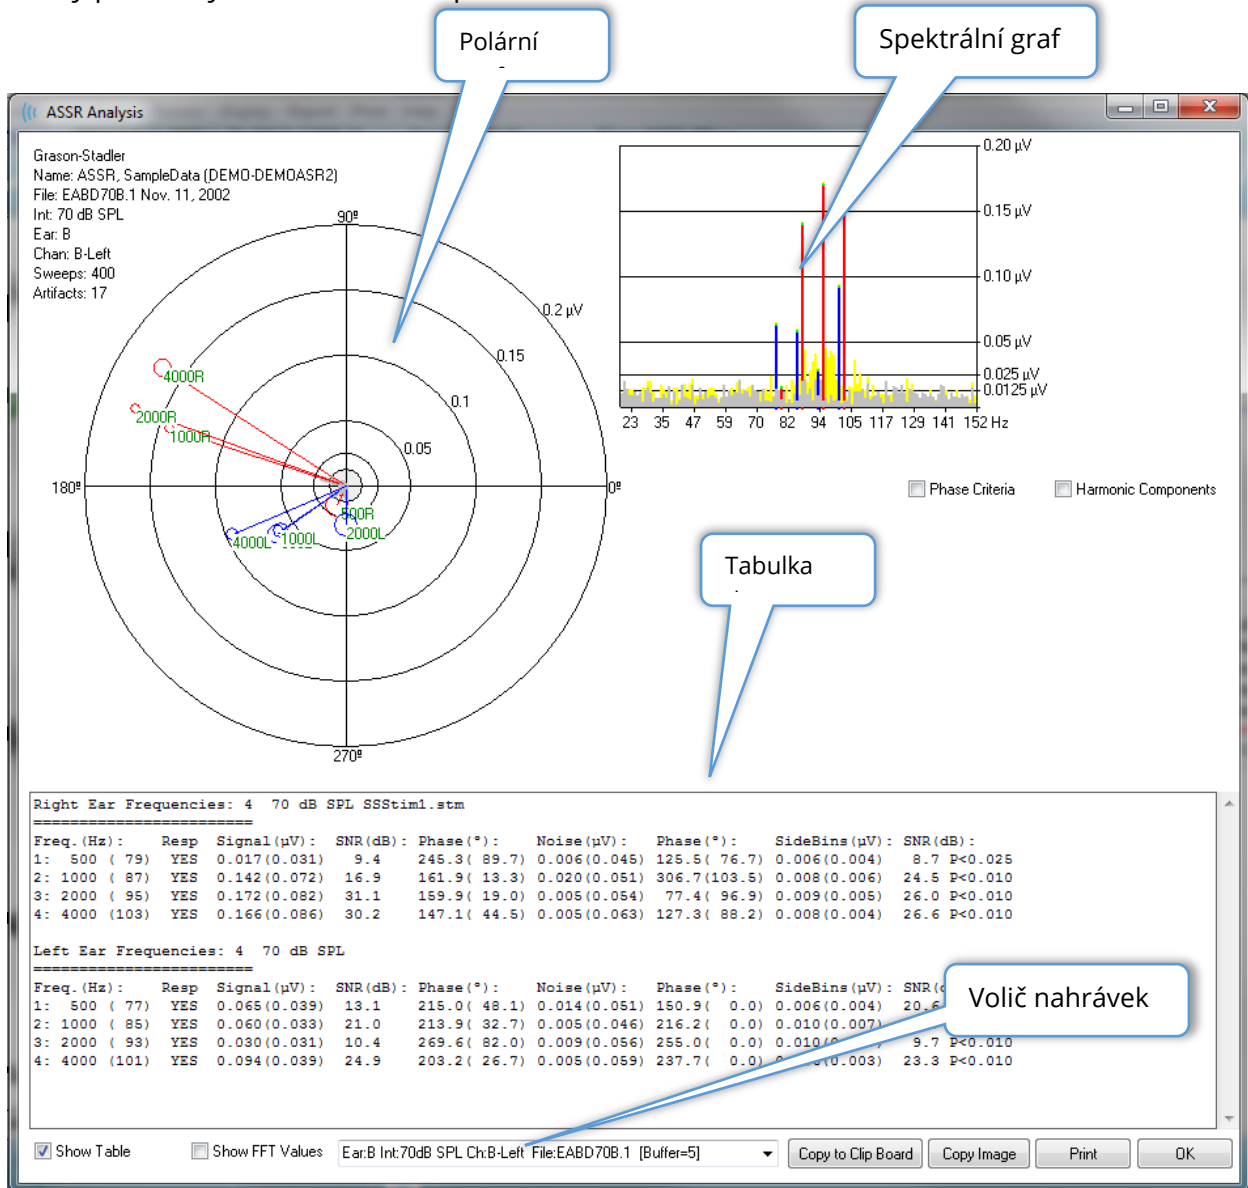 Polární
Spektrální graf
ASSR Analysis
Grason-Stadler
Name: ASSR, SampleData (DEMO-DEMOASR2)
File: EABD70B.1 Nov. 11, 2002
Int: 70 dB SPL
Ear: B
Chan: B-Left
Sweeps: 400
Artifacts: 17
90º
0.2 µV
0.15
0.1
0.05
180º
0º
270º
4000R
2000R
1000R
500R
2000L
1000L
4000L
0.20 µV
0.15 µV
0.10 µV
0.05 µV
0.025 µV
0.0125 µV
23 35 47 59 70 82 94 105 117 129 141 152 Hz
Phase Criteria Harmonic Components
Tabulka
Right Ear Frequencies: 4 70 dB SPL SSStim1.stm
=========================
Freq.(Hz): Resp Signal(µV): SNR(dB): Phase(°): Noise(µV): Phase(°): SideBins(µV): SNR(dB):
1: 500 ( 79) YES 0.017(0.031) 9.4 245.3( 89.7) 0.006(0.045) 125.5( 76.7) 0.006(0.004) 8.7 P<0.025
2: 1000 ( 87) YES 0.142(0.072) 16.9 161.9( 13.3) 0.020(0.051) 306.7(103.5) 0.008(0.006) 24.5 P<0.010
3: 2000 ( 95) YES 0.172(0.082) 31.1 159.9( 19.0) 0.005(0.054) 77.4( 96.9) 0.009(0.005) 26.0 P<0.010
4: 4000 (103) YES 0.166(0.086) 30.2 147.1( 44.5) 0.005(0.063) 127.3( 88.2) 0.008(0.004) 26.6 P<0.010
Left Ear Frequencies: 4 70 dB SPL
=========================
Freq.(Hz): Resp Signal(µV): SNR(dB): Phase(°): Noise(µV): Phase(°): SideBins(µV):
1: 500 ( 77) YES 0.065(0.039) 13.1 215.0( 48.1) 0.014(0.051) 150.9( 0.0) 0.006(0.004) 20.6
2: 1000 ( 85) YES 0.060(0.033) 21.0 213.9( 32.7) 0.005(0.046) 216.2( 0.0) 0.010(0.007)
3: 2000 ( 93) YES 0.030(0.031) 10.4 269.6( 82.0) 0.009(0.056) 255.0( 0.0) 9.7 P<0.010
4: 4000 (101) YES 0.094(0.039) 24.9 203.2( 26.7) 0.005(0.059) 237.7( 0.0) 23.3 P<0.010
Volič nahrávek
Show Table Show FFT Values Ear:B Int:70dB SPL Ch:B-Left File:EABD70B.1 [Buffer=5] Copy to Clip Board Copy Image Print OK